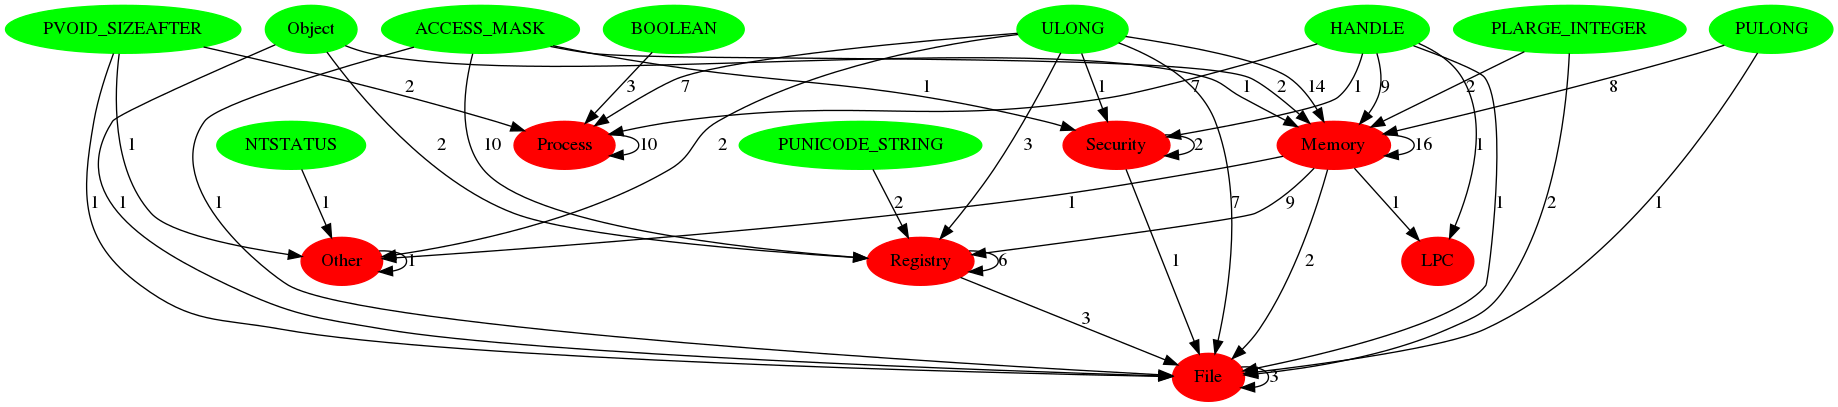 PVOID_SIZEAFTER
Object
ACCESS_MASK
BOOLEAN
ULONG
HANDLE
PLARGE_INTEGER
PULONG
2
3
7
1
1
14
1
2
7
1
9
2
8
NTSTATUS
Process
10
PUNICODE_STRING
Security
2
Memory
16
1
1
1
1
1
2
10
2
2
3
1
7
9
2
1
1
1
2
1
Other
1
Registry
6
LPC
3
File
3